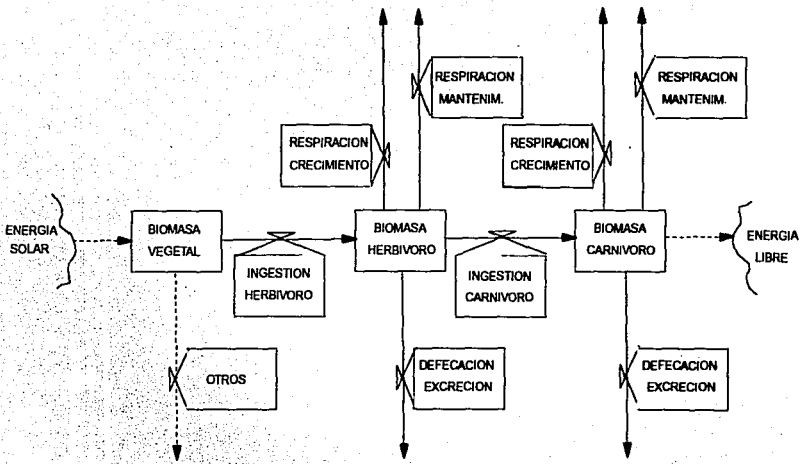 RESPIRACION
MANTENIM.
RESPIRACION
MANTENIM.
RESPIRACION
CRECIMIENTO
RESPIRACION
CRECIMIENTO
ENERGIA
SOLAR
BIOMASA
VEGETAL
BIOMASA
HERBIVORO
BIOMASA
CARNIVORO
ENERGIA
LIBRE
INGESTION
HERBIVORO
INGESTION
CARNIVORO
OTROS
DEFECACION
EXCRECION
DEFECACION
EXCRECION